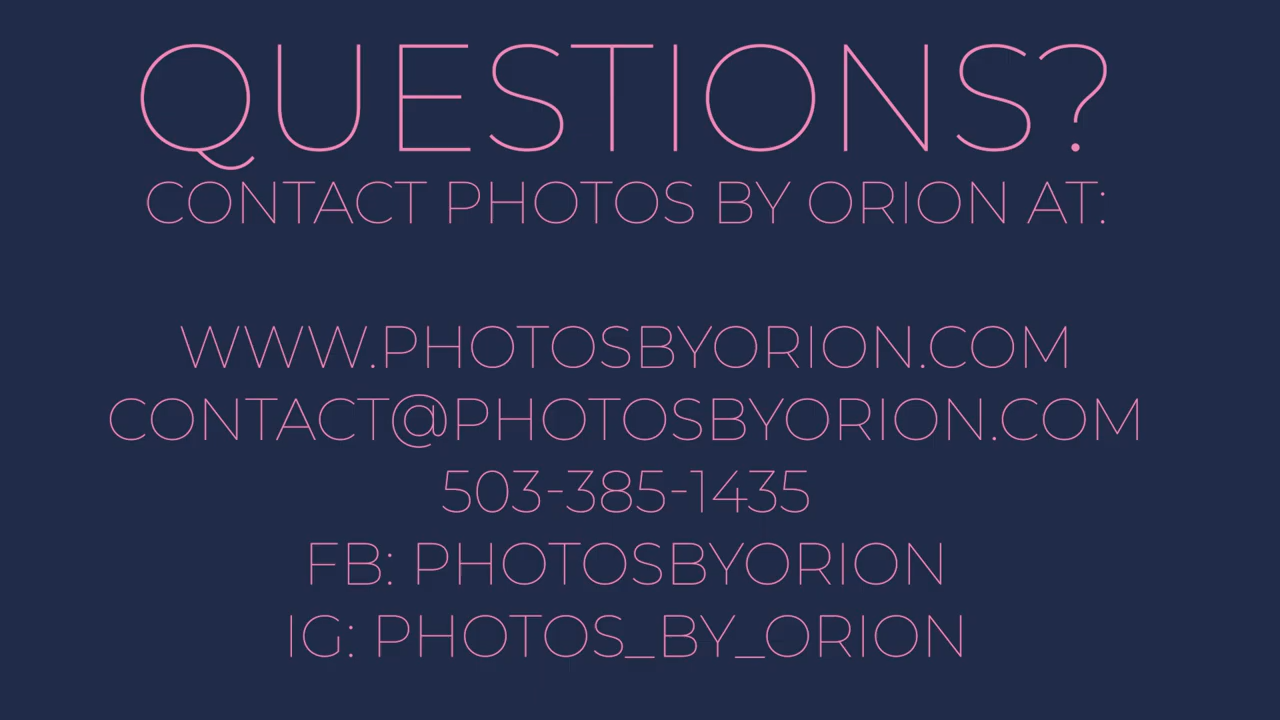 QUESTIONS?
CONTACT PHOTOS BY ORION AT:
WWW.PHOTOSBYORION.COM
CONTACT@PHOTOSBYORION.COM
503-385-1435
FB: PHOTOSBYORION
IG: PHOTOS_BY_ORION